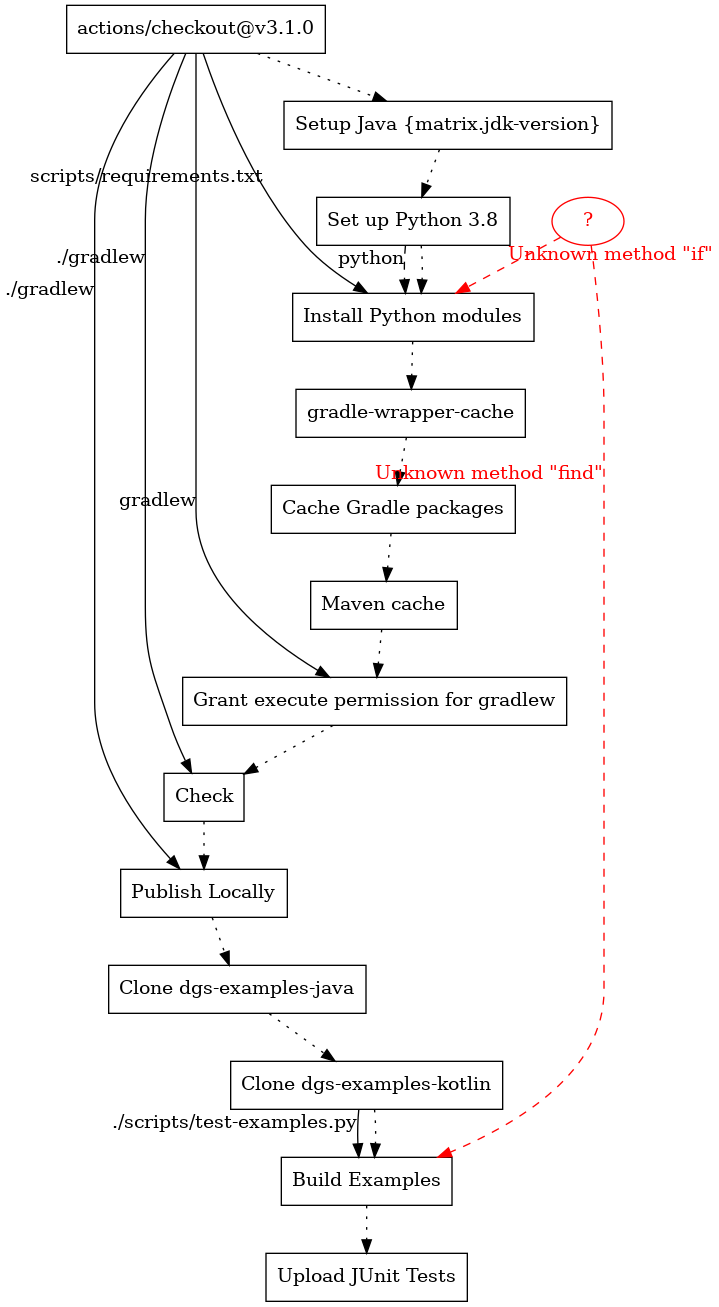 actions/checkout@v3.1.0
Setup Java {matrix.jdk-version}
scripts/requirements.txt
Set up Python 3.8
?
Unknown method "if"
python
./gradlew
./gradlew
Install Python modules
gradle-wrapper-cache
Unknown method "find"
gradlew
Cache Gradle packages
Maven cache
Grant execute permission for gradlew
Check
Publish Locally
Clone dgs-examples-java
Clone dgs-examples-kotlin
./scripts/test-examples.py
Build Examples
Upload JUnit Tests